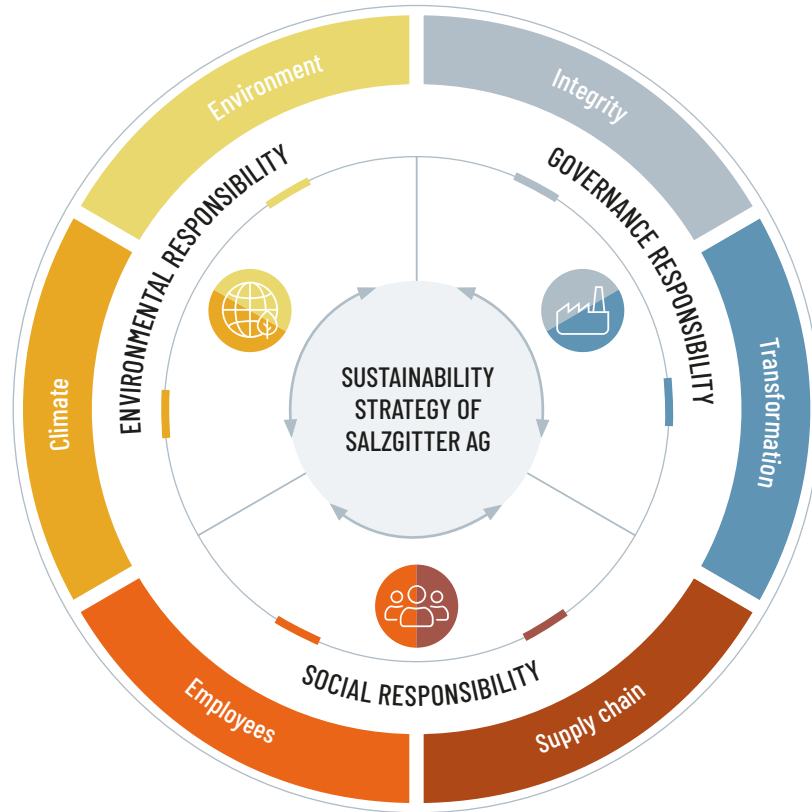 Environment
Integrity
ENVIRONMENTAL RESPONSIBILITY
GOVERNANCE RESPONSIBILITY
Climate
Transformation
SUSTAINABILITY
STRATEGY OF
SALZGITTER AG
SOCIAL RESPONSIBILITY
Employees
Supply chain